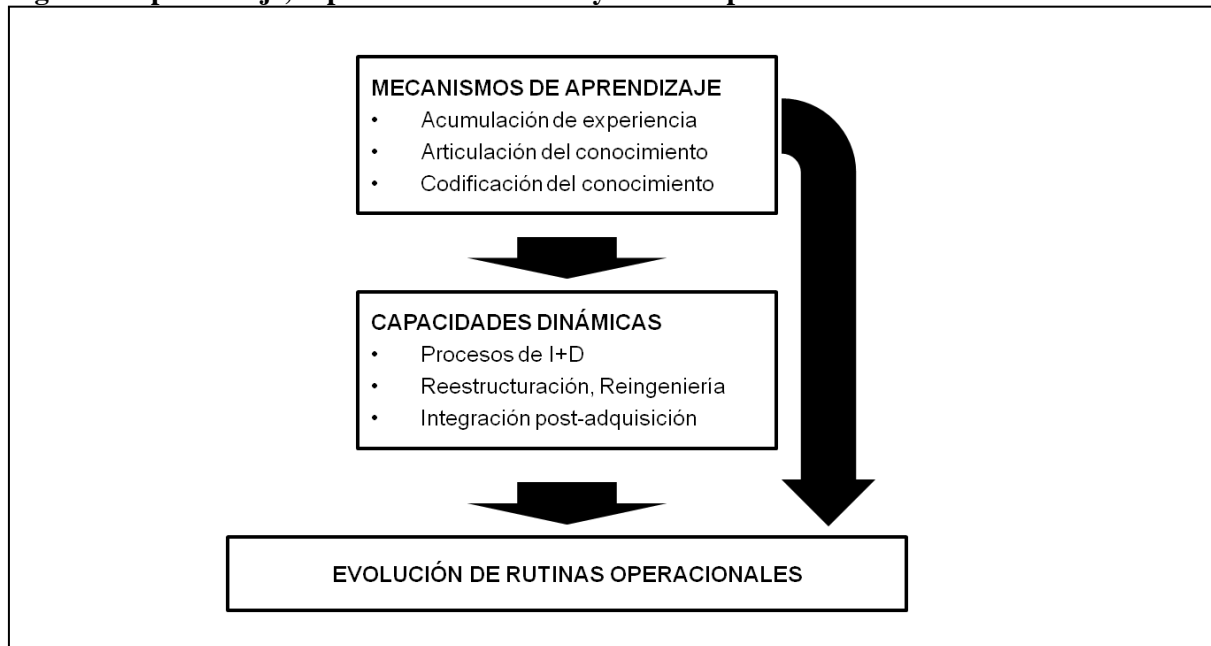 MECANISMOS DE APRENDIZAJE
• Acumulación de experiencia
• Articulación del conocimiento
• Codificación del conocimiento
CAPACIDADES DINÁMICAS
• Procesos de I+D
• Reestructuración, Reingeniería
• Integración post-adquisición
EVOLUCIÓN DE RUTINAS OPERACIONALES